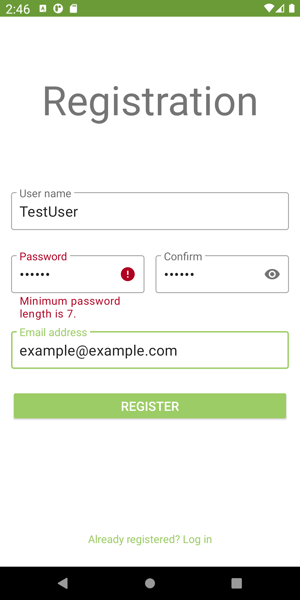 2:46
Registration
User name
TestUser
Password
Confirm
••••••
••••••
Minimum password
length is 7.
Email address
example@example.com
REGISTER
Already registered? Log in